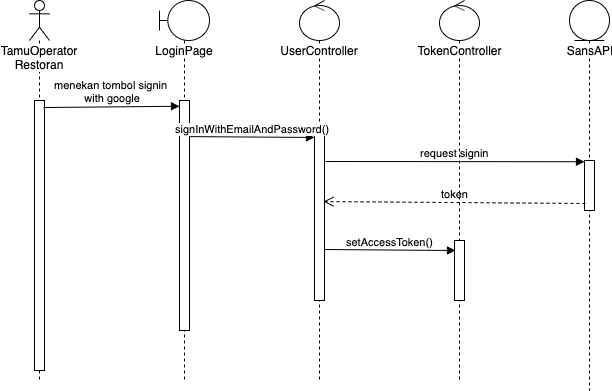 TamuOperator
Restoran
LoginPage
UserController
TokenController
SansAPI
menekan tombol signin
with google
signInWithEmailAndPassword()
request signin
token
setAccessToken()